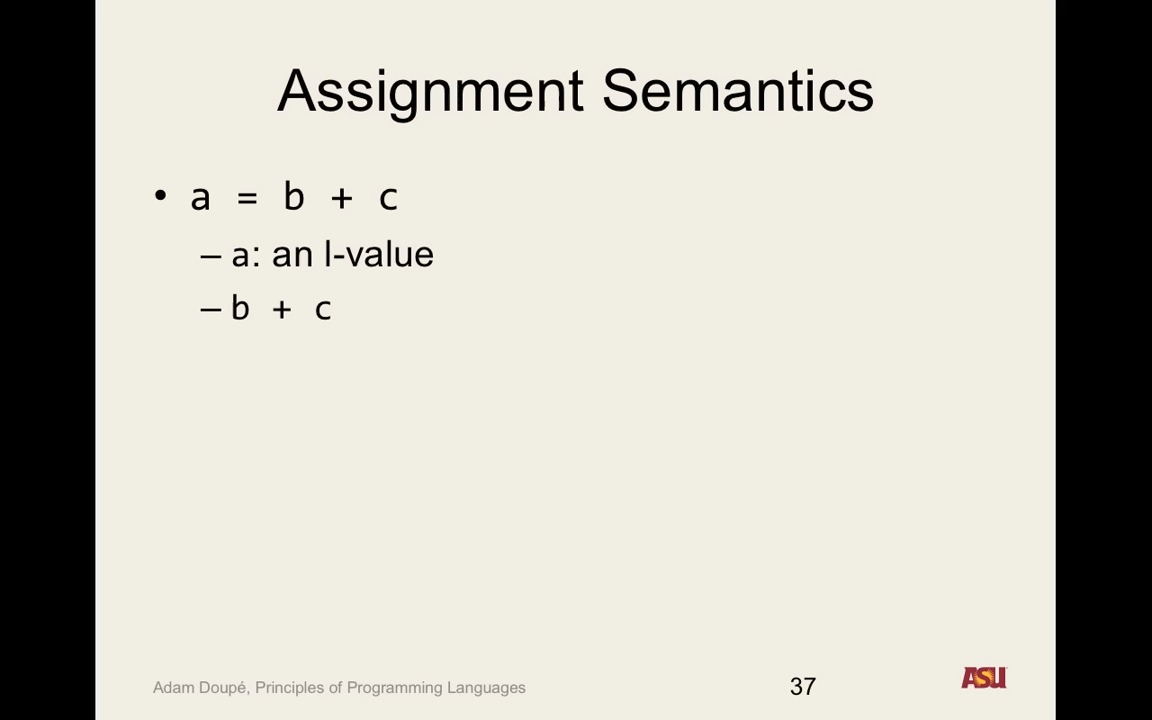 Assignment Semantics
• a = b + c
– a: an l-value
– b + c
Adam Doupé, Principles of Programming Languages
37
ASU